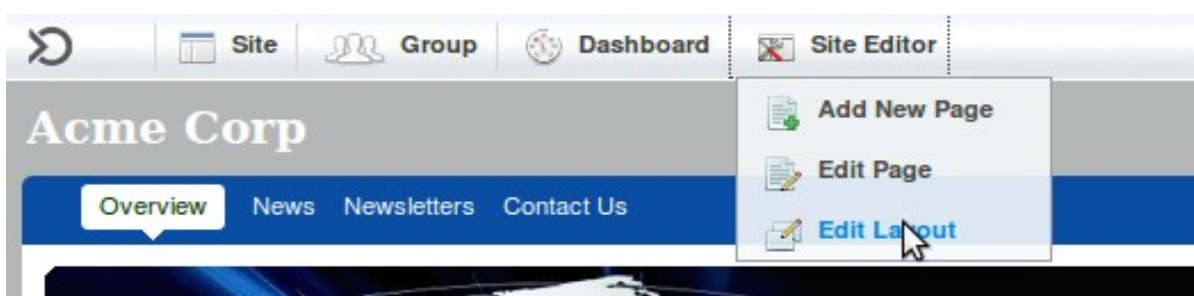 Site Group Dashboard Site Editor
Add New Page
Acme Corp
Edit Page
Overview News Newsletters Contact Us
Edit Layout